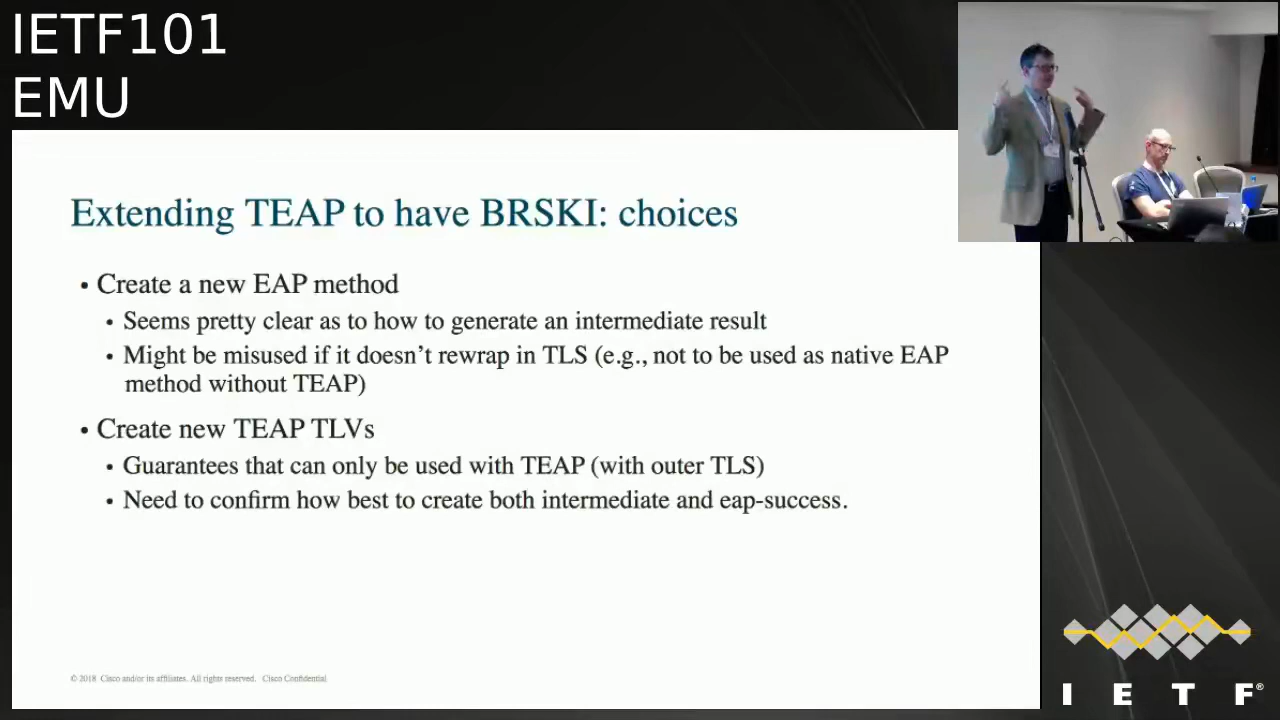 IETF101
EMU
Extending TEAP to have BRSKI: choices
• Create a new EAP method
• Seems pretty clear as to how to generate an intermediate result
• Might be misused if it doesn't rewrap in TLS (e.g., not to be used as native EAP
method without TEAP)
• Create new TEAP TLVs
• Guarantees that can only be used with TEAP (with outer TLS)
• Need to confirm how best to create both intermediate and eap-success.
© 2018 Cisco and/or its affiliates. All rights reserved. Cisco Confidential
I E T F®